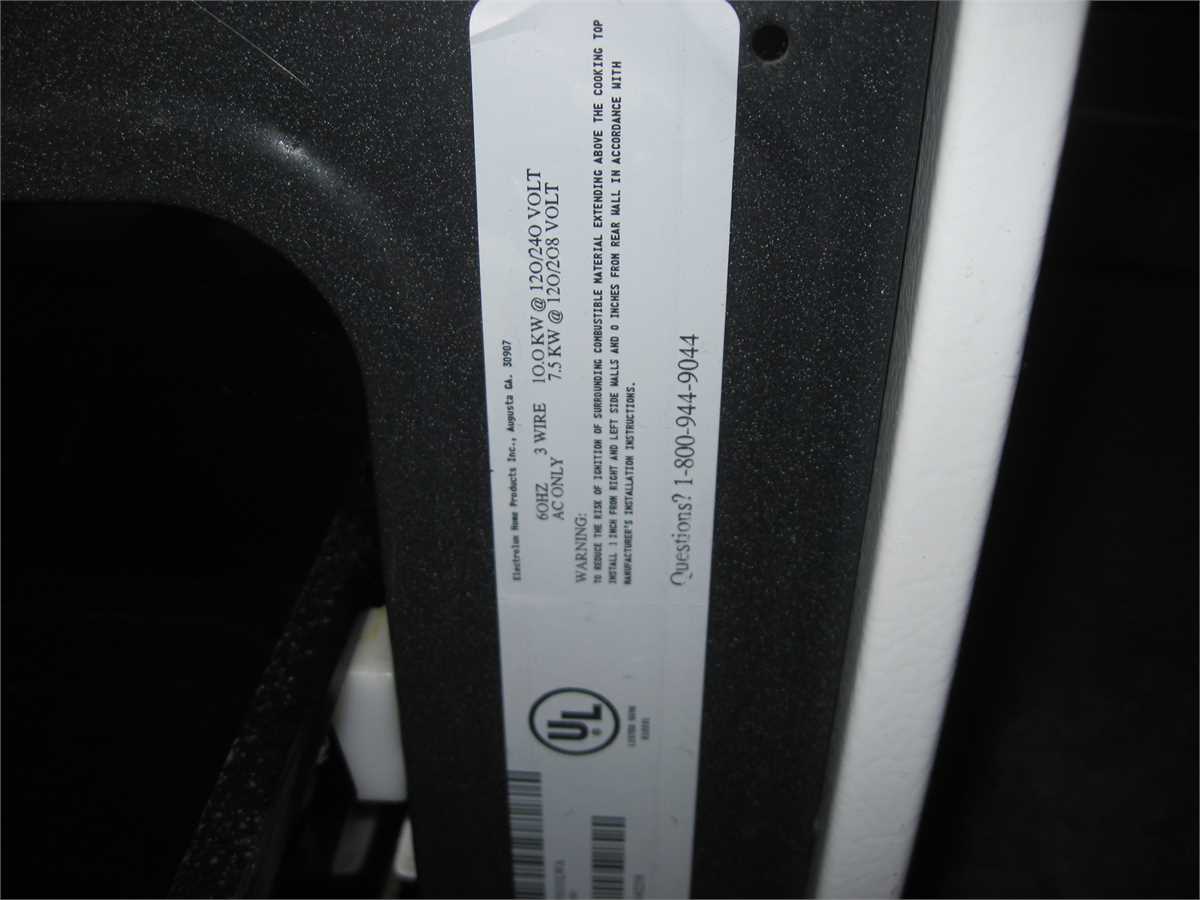 Electrolux Home Products Inc., Augusta GA. 30907
60HZ 3 WIRE 10.0 KW @ 120/240 VOLT
AC ONLY 7.5 KW @ 120/208 VOLT
WARNING:
TO REDUCE THE RISK OF IGNITION OF SURROUNDING COMBUSTIBLE MATERIAL EXTENDING ABOVE THE COOKING TOP
INSTALL 1 INCH FROM RIGHT AND LEFT SIDE WALLS AND 0 INCHES FROM REAR WALL IN ACCORDANCE WITH
MANUFACTURER'S INSTALLATION INSTRUCTIONS.
Questions? 1-800-944-9044
UL
®
LISTED